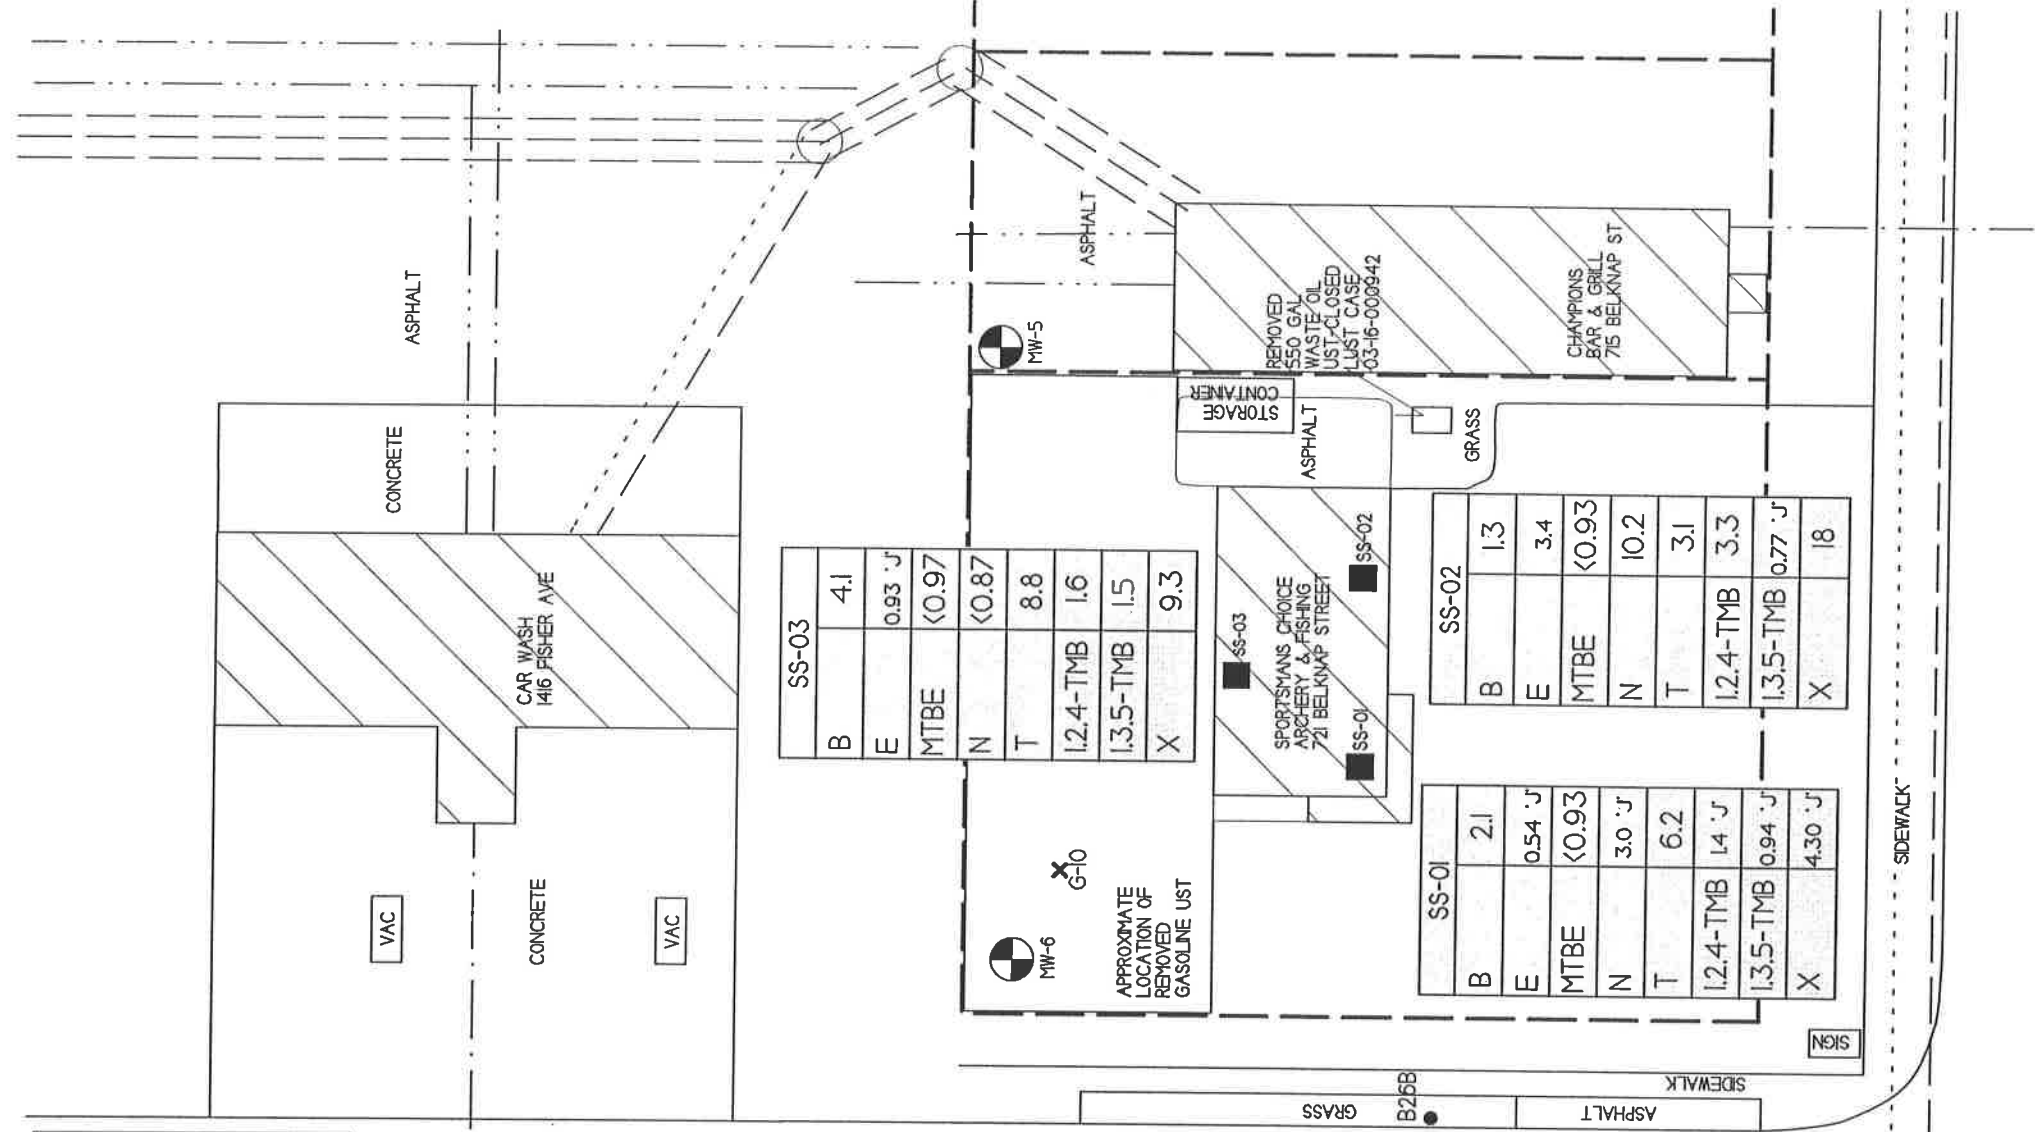 ASPHALT
ASPHALT
CONCRETE
CAR WASH
1416 FISHER AVE
VAC
CONCRETE
VAC
MW-5
REMOVED
550 GAL
WASTE OIL
UST-CLOSED
LUST CASE
03-16-000942
CHAMPIONS
BAR & GRILL
715 BELKNAP ST
STORAGE
CONTAINER
ASPHALT
GRASS
SS-03
B 4.1
E 0.93 'J'
MTBE <0.97
N <0.87
T 8.8
1.2.4-TMB 1.6
1.3.5-TMB 1.5
X 9.3
SS-03
SPORTSMANS CHOICE
ARCHERY & FISHING
721 BELKNAP STREET
SS-02
SS-01
SS-02
B 1.3
E 3.4
MTBE <0.93
N 10.2
T 3.1
1.2.4-TMB 3.3
1.3.5-TMB 0.77 'J'
X 18
SS-01
B 2.1
E 0.54 'J'
MTBE <0.93
N 3.0 'J'
T 6.2
1.2.4-TMB 1.4 'J'
1.3.5-TMB 0.94 'J'
X 4.30 'J'
G-10
MW-6
APPROXIMATE
LOCATION OF
REMOVED
GASOLINE UST
SIDEWALK
SIGN
SIDEWALK
GRASS
B26B
ASPHALT